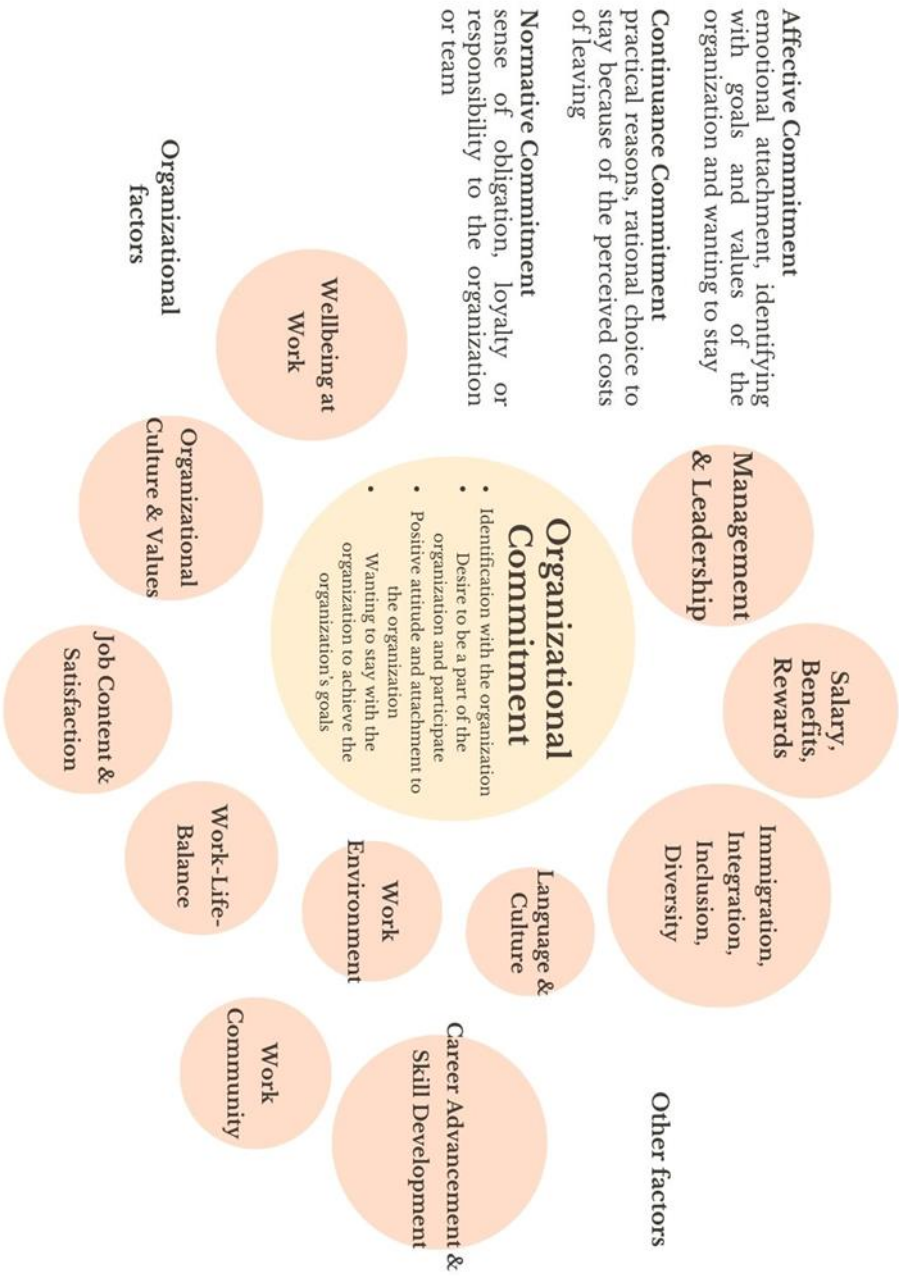 Affective Commitment
emotional attachment, identifying
with goals and values of the
organization and wanting to stay
Continuance Commitment
practical reasons, rational choice to
stay because of the perceived costs
of leaving
Normative Commitment
sense of obligation, loyalty or
responsibility to the organization
or team
Management
& Leadership
Salary,
Benefits,
Rewards
Immigration,
Integration,
Inclusion,
Diversity
Other factors
Organizational
Commitment
• Identification with the organization
• Desire to be a part of the
organization and participate
• Positive attitude and attachment to
the organization
• Wanting to stay with the
organization to achieve the
organization's goals
Language &
Culture
Work
Environment
Career Advancement &
Skill Development
Wellbeing at
Work
Organizational
Culture & Values
Job Content &
Satisfaction
Work-Life-
Balance
Work
Community
Organizational
factors